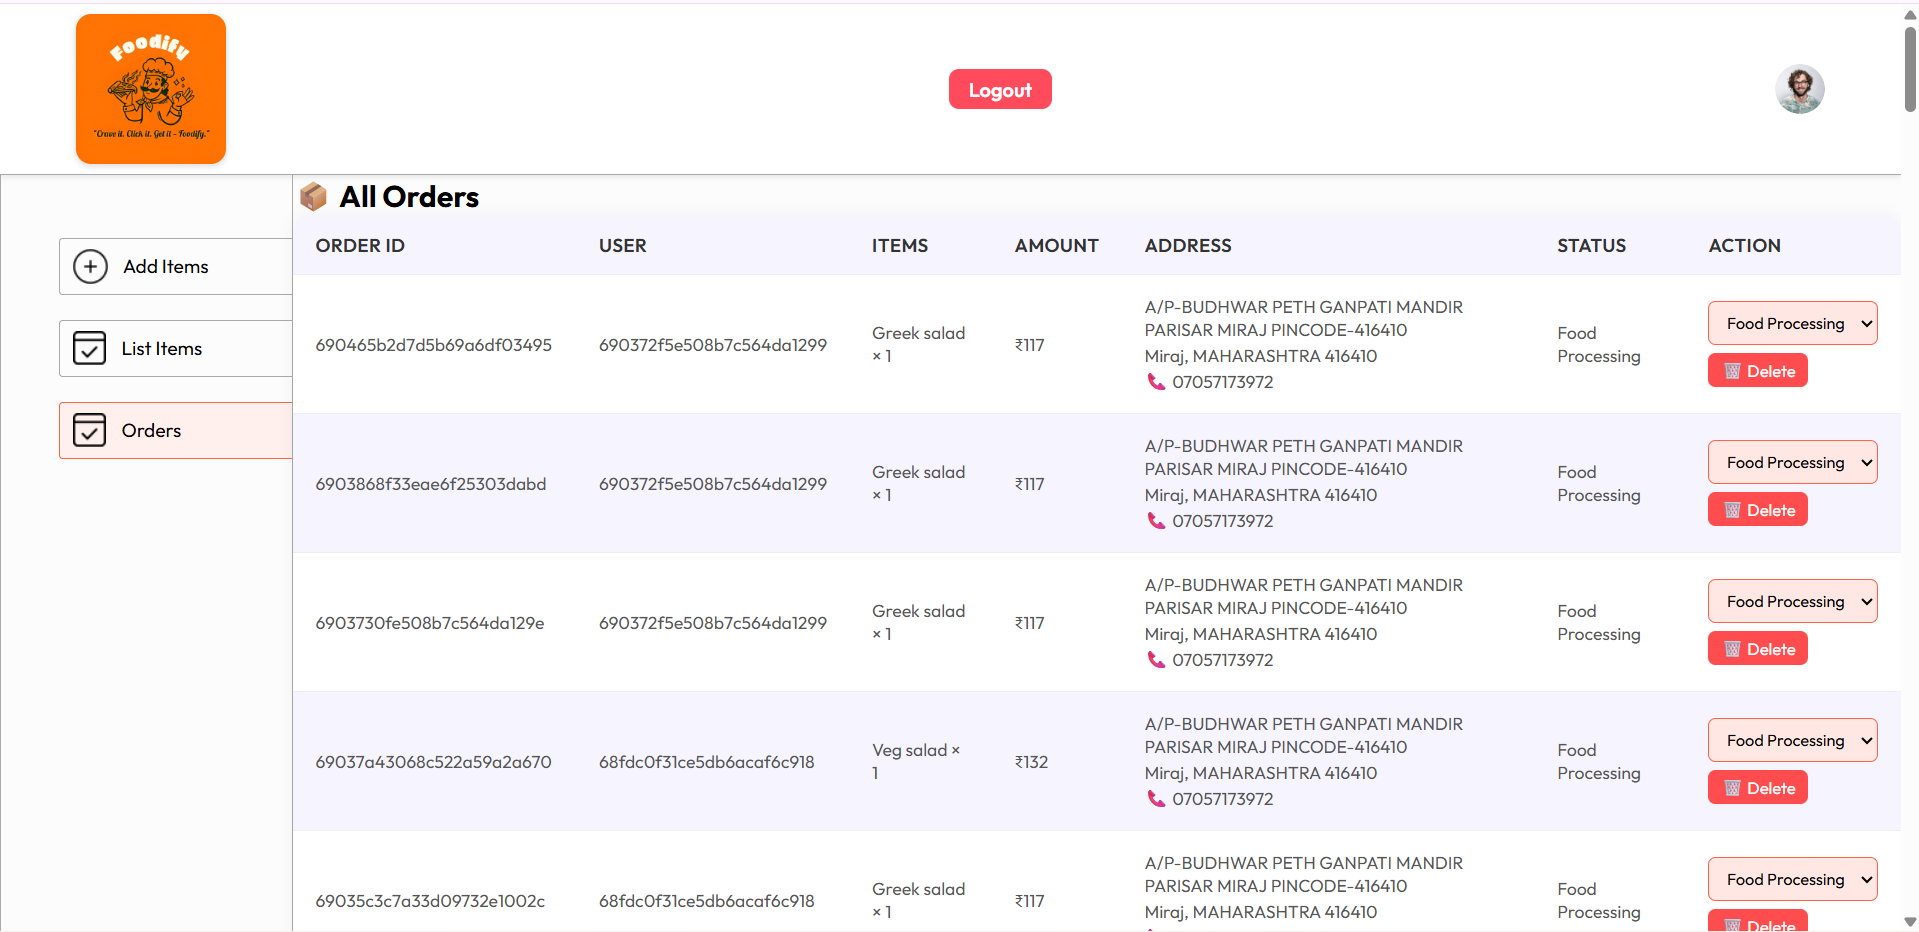 Foodify
"Crave it. Click it. Get it – Foodify."
Logout
Add Items
List Items
Orders
All Orders
ORDER ID USER ITEMS AMOUNT ADDRESS STATUS ACTION
690465b2d7d5b69a6df03495 690372f5e508b7c564da1299 Greek salad × 1 ₹117
A/P-BUDHWAR PETH GANPATI MANDIR
PARISAR MIRAJ PINCODE-416410
Miraj, MAHARASHTRA 416410
07057173972
Food Processing
Food Processing
Delete
6903868f33eae6f25303dabd 690372f5e508b7c564da1299 Greek salad × 1 ₹117
A/P-BUDHWAR PETH GANPATI MANDIR
PARISAR MIRAJ PINCODE-416410
Miraj, MAHARASHTRA 416410
07057173972
Food Processing
Food Processing
Delete
6903730fe508b7c564da129e 690372f5e508b7c564da1299 Greek salad × 1 ₹117
A/P-BUDHWAR PETH GANPATI MANDIR
PARISAR MIRAJ PINCODE-416410
Miraj, MAHARASHTRA 416410
07057173972
Food Processing
Food Processing
Delete
69037a43068c522a59a2a670 68fdc0f31ce5db6acaf6c918 Veg salad × 1 ₹132
A/P-BUDHWAR PETH GANPATI MANDIR
PARISAR MIRAJ PINCODE-416410
Miraj, MAHARASHTRA 416410
07057173972
Food Processing
Food Processing
Delete
69035c3c7a33d09732e1002c 68fdc0f31ce5db6acaf6c918 Greek salad × 1 ₹117
A/P-BUDHWAR PETH GANPATI MANDIR
PARISAR MIRAJ PINCODE-416410
Miraj, MAHARASHTRA 416410
Food Processing
Food Processing
Delete